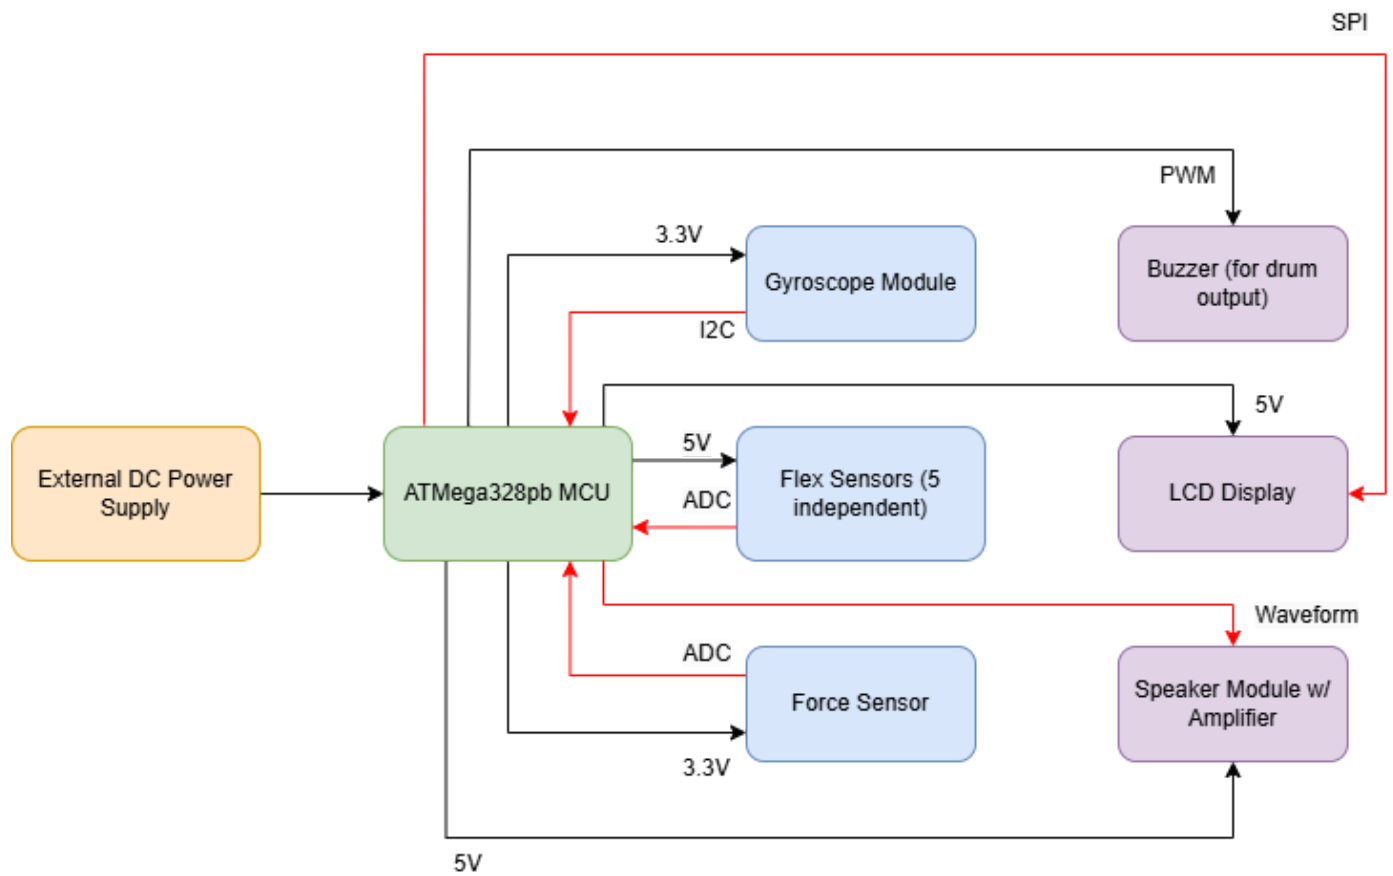 SPI
PWM
3.3V
Gyroscope Module
Buzzer (for drum
output)
I2C
5V
5V
External DC Power
Supply
ATMega328pb MCU
Flex Sensors (5
independent)
LCD Display
ADC
Waveform
ADC
Force Sensor
Speaker Module w/
Amplifier
3.3V
5V